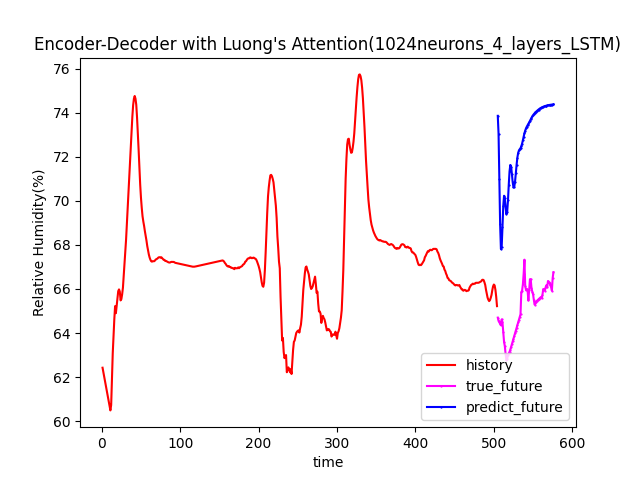 Encoder-Decoder with Luong's Attention(1024neurons_4_layers_LSTM)
76
74
72
70
68
66
64
62
60
Relative Humidity(%)
0 100 200 300 400 500 600
time
history
true_future
predict_future